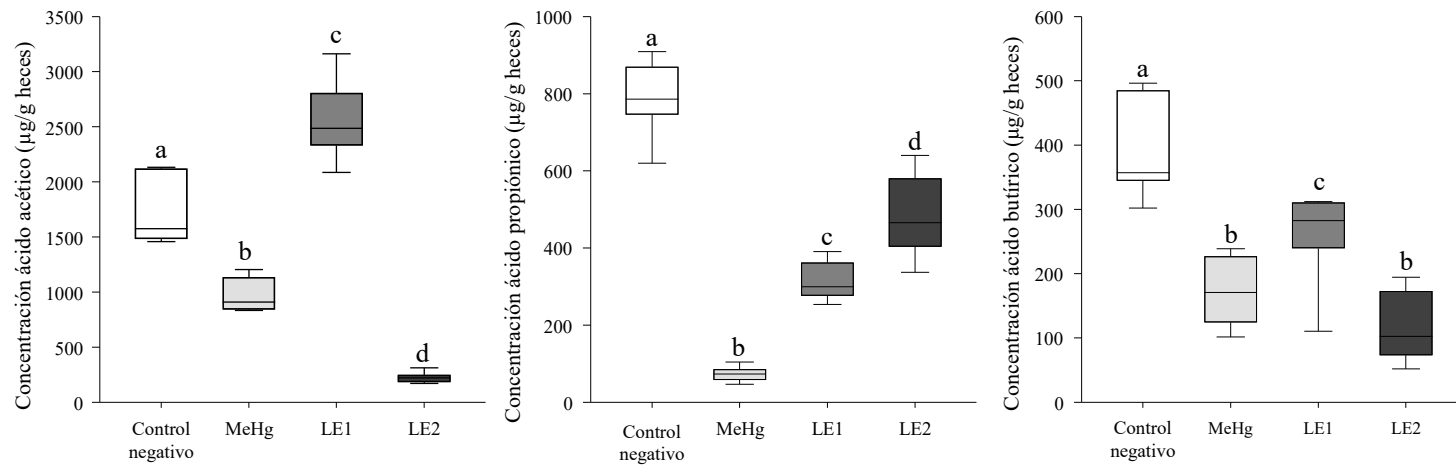 Concentración ácido acético (µg/g heces)
3500
3000
2500
2000
1500
1000
500
0
a
b
c
d
Control
negativo
MeHg
LE1
LE2
Concentración ácido propiónico (µg/g heces)
1000
800
600
400
200
0
a
b
c
d
Control
negativo
MeHg
LE1
LE2
Concentración ácido butírico (µg/g heces)
600
500
400
300
200
100
0
a
b
c
b
Control
negativo
MeHg
LE1
LE2